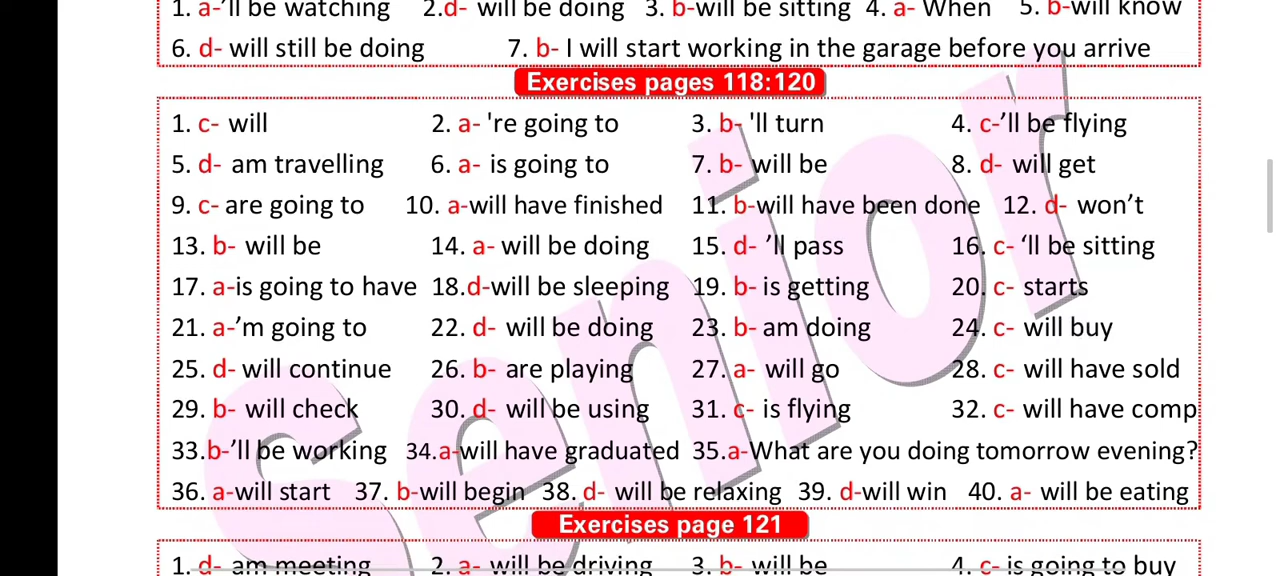 1. a-'ll be watching 2.d- will be doing 3. b-will be sitting 4. a- When 5. b-will know
6. d- will still be doing 7. b- I will start working in the garage before you arrive
Exercises pages 118:120
1. c- will 2. a- 're going to 3. b- 'll turn 4. c-'ll be flying
5. d- am travelling 6. a- is going to 7. b- will be 8. d- will get
9. c- are going to 10. a-will have finished 11. b-will have been done 12. d- won't
13. b- will be 14. a- will be doing 15. d- 'll pass 16. c- 'll be sitting
17. a-is going to have 18.d-will be sleeping 19. b- is getting 20. c- starts
21. a-'m going to 22. d- will be doing 23. b- am doing 24. c- will buy
25. d- will continue 26. b- are playing 27. a- will go 28. c- will have sold
29. b- will check 30. d- will be using 31. c- is flying 32. c- will have comp
33.b-'ll be working 34.a-will have graduated 35.a-What are you doing tomorrow evening?
36. a-will start 37. b-will begin 38. d- will be relaxing 39. d-will win 40. a- will be eating
Exercises page 121
1. d- am meeting 2. a- will be driving 3. b- will be 4. c- is going to buy
senior